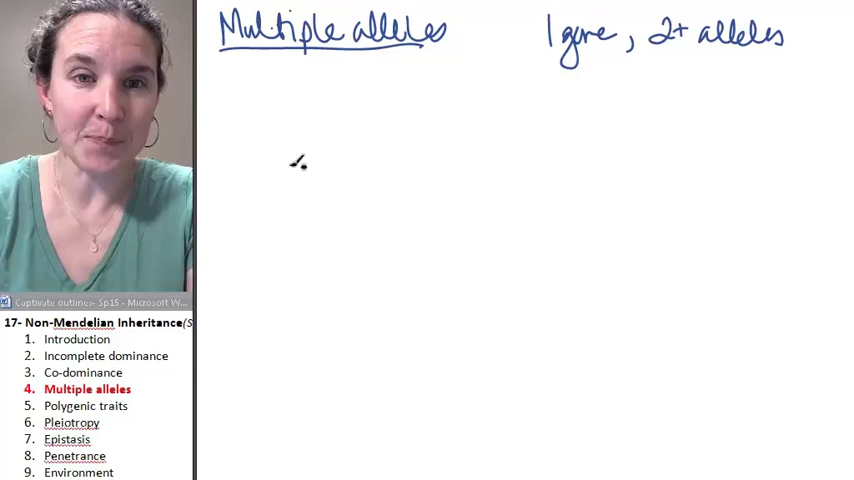 Multiple alleles
1 gene, 2+ alleles
Captivate outlines- Sp15 - Microsoft W...
17- Non-Mendelian Inheritance(S
1. Introduction
2. Incomplete dominance
3. Co-dominance
4. Multiple alleles
5. Polygenic traits
6. Pleiotropy
7. Epistasis
8. Penetrance
9. Environment